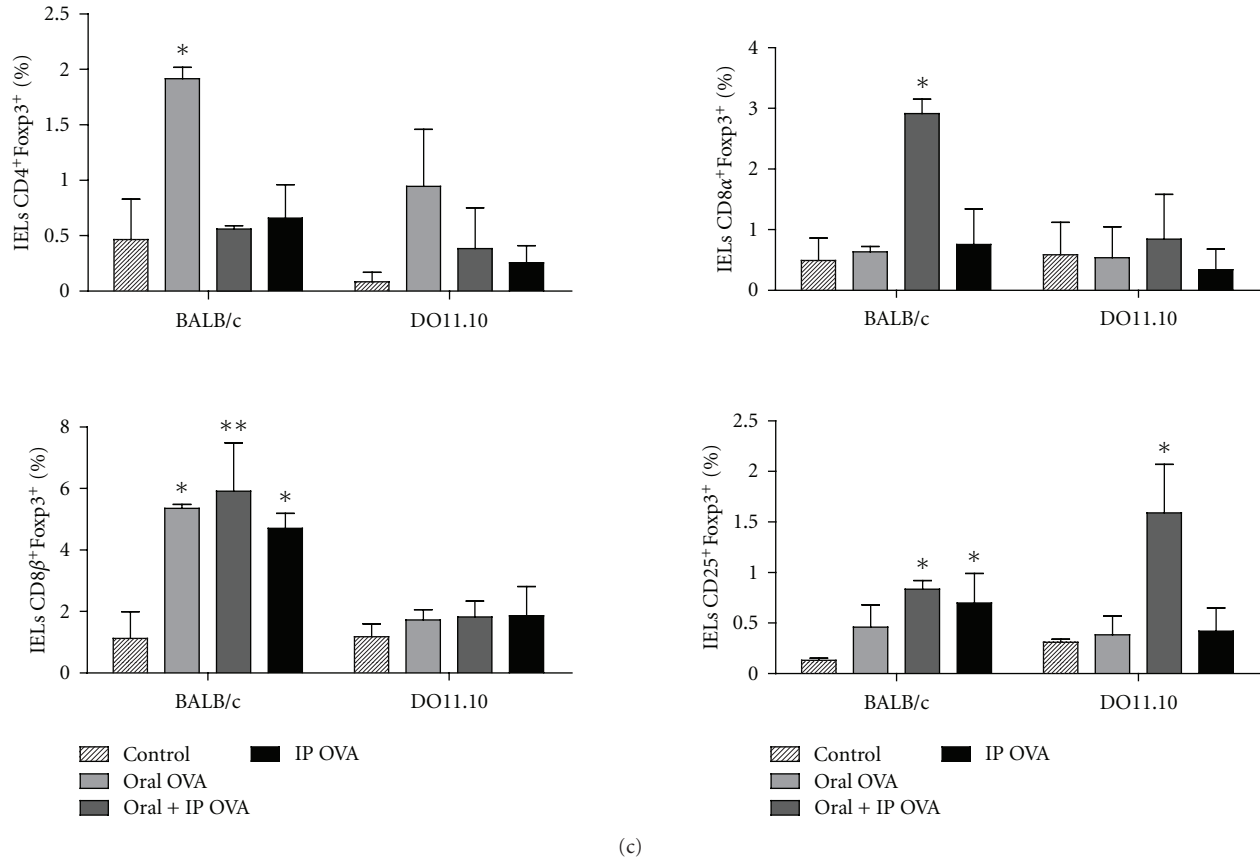 IELs CD4⁺Foxp3⁺ (%)
2.5
2
1.5
1
0.5
0
*
BALB/c
DO11.10
IELs CD8α⁺Foxp3⁺ (%)
4
3
2
1
0
*
BALB/c
DO11.10
IELs CD8β⁺Foxp3⁺ (%)
8
6
4
2
0
*
**
*
BALB/c
DO11.10
IELs CD25⁺Foxp3⁺ (%)
2.5
2
1.5
1
0.5
0
*
*
*
BALB/c
DO11.10
Control
Oral OVA
Oral + IP OVA
IP OVA
Control
Oral OVA
Oral + IP OVA
IP OVA
(c)